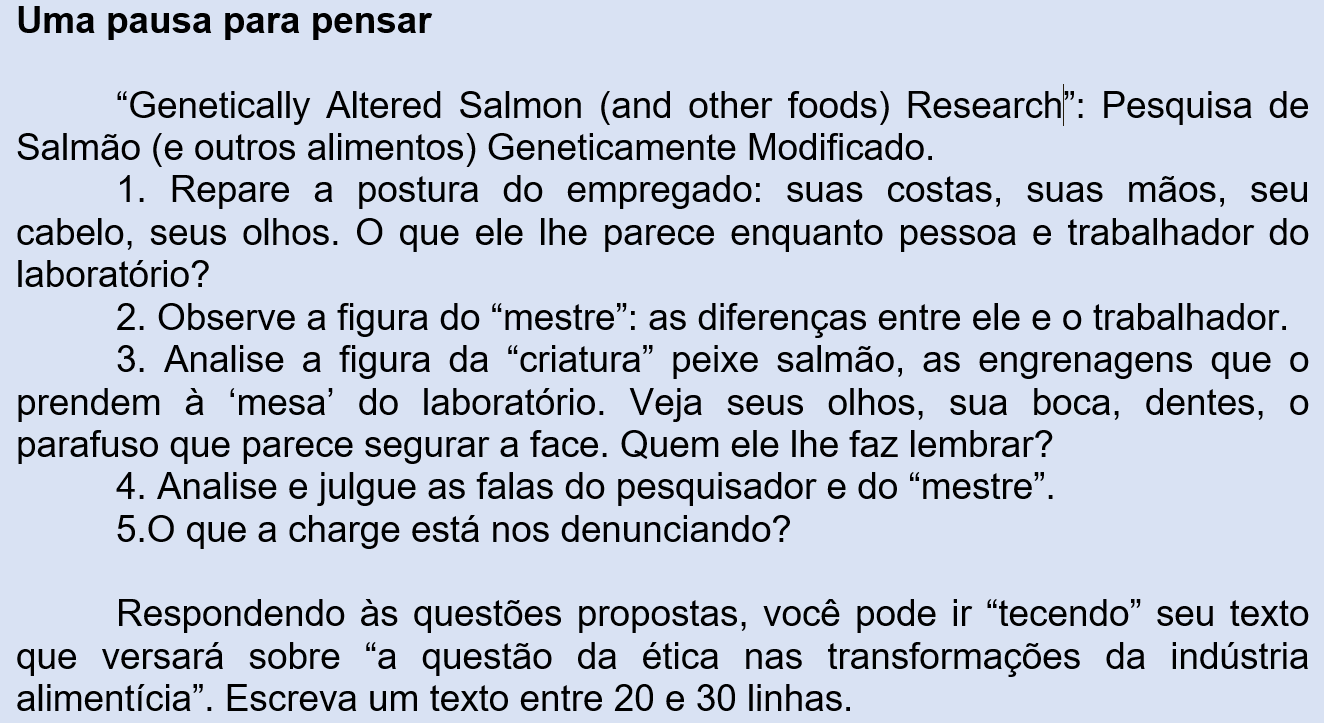 Uma pausa para pensar
“Genetically Altered Salmon (and other foods) Research”: Pesquisa de
Salmão (e outros alimentos) Geneticamente Modificado.
1. Repare a postura do empregado: suas costas, suas mãos, seu
cabelo, seus olhos. O que ele lhe parece enquanto pessoa e trabalhador do
laboratório?
2. Observe a figura do “mestre”: as diferenças entre ele e o trabalhador.
3. Analise a figura da “criatura” peixe salmão, as engrenagens que o
prendem à ‘mesa’ do laboratório. Veja seus olhos, sua boca, dentes, o
parafuso que parece segurar a face. Quem ele lhe faz lembrar?
4. Analise e julgue as falas do pesquisador e do “mestre”.
5.O que a charge está nos denunciando?
Respondendo às questões propostas, você pode ir “tecendo” seu texto
que versará sobre “a questão da ética nas transformações da indústria
alimentícia”. Escreva um texto entre 20 e 30 linhas.